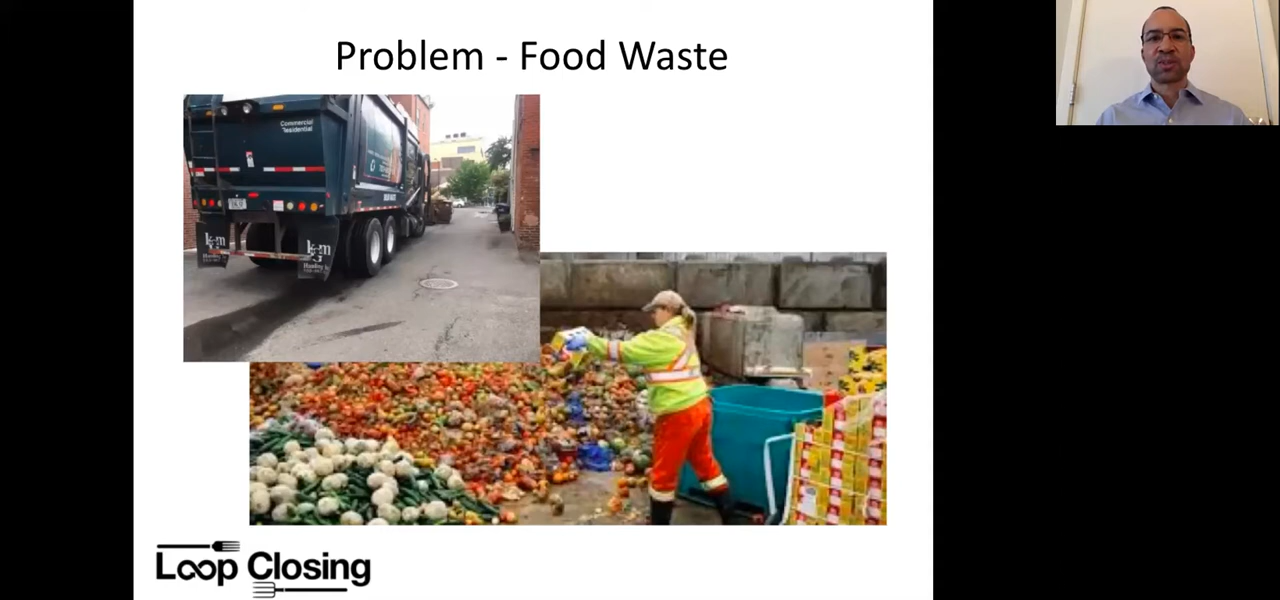 Problem - Food Waste
Commercial
Residential
Loop Closing